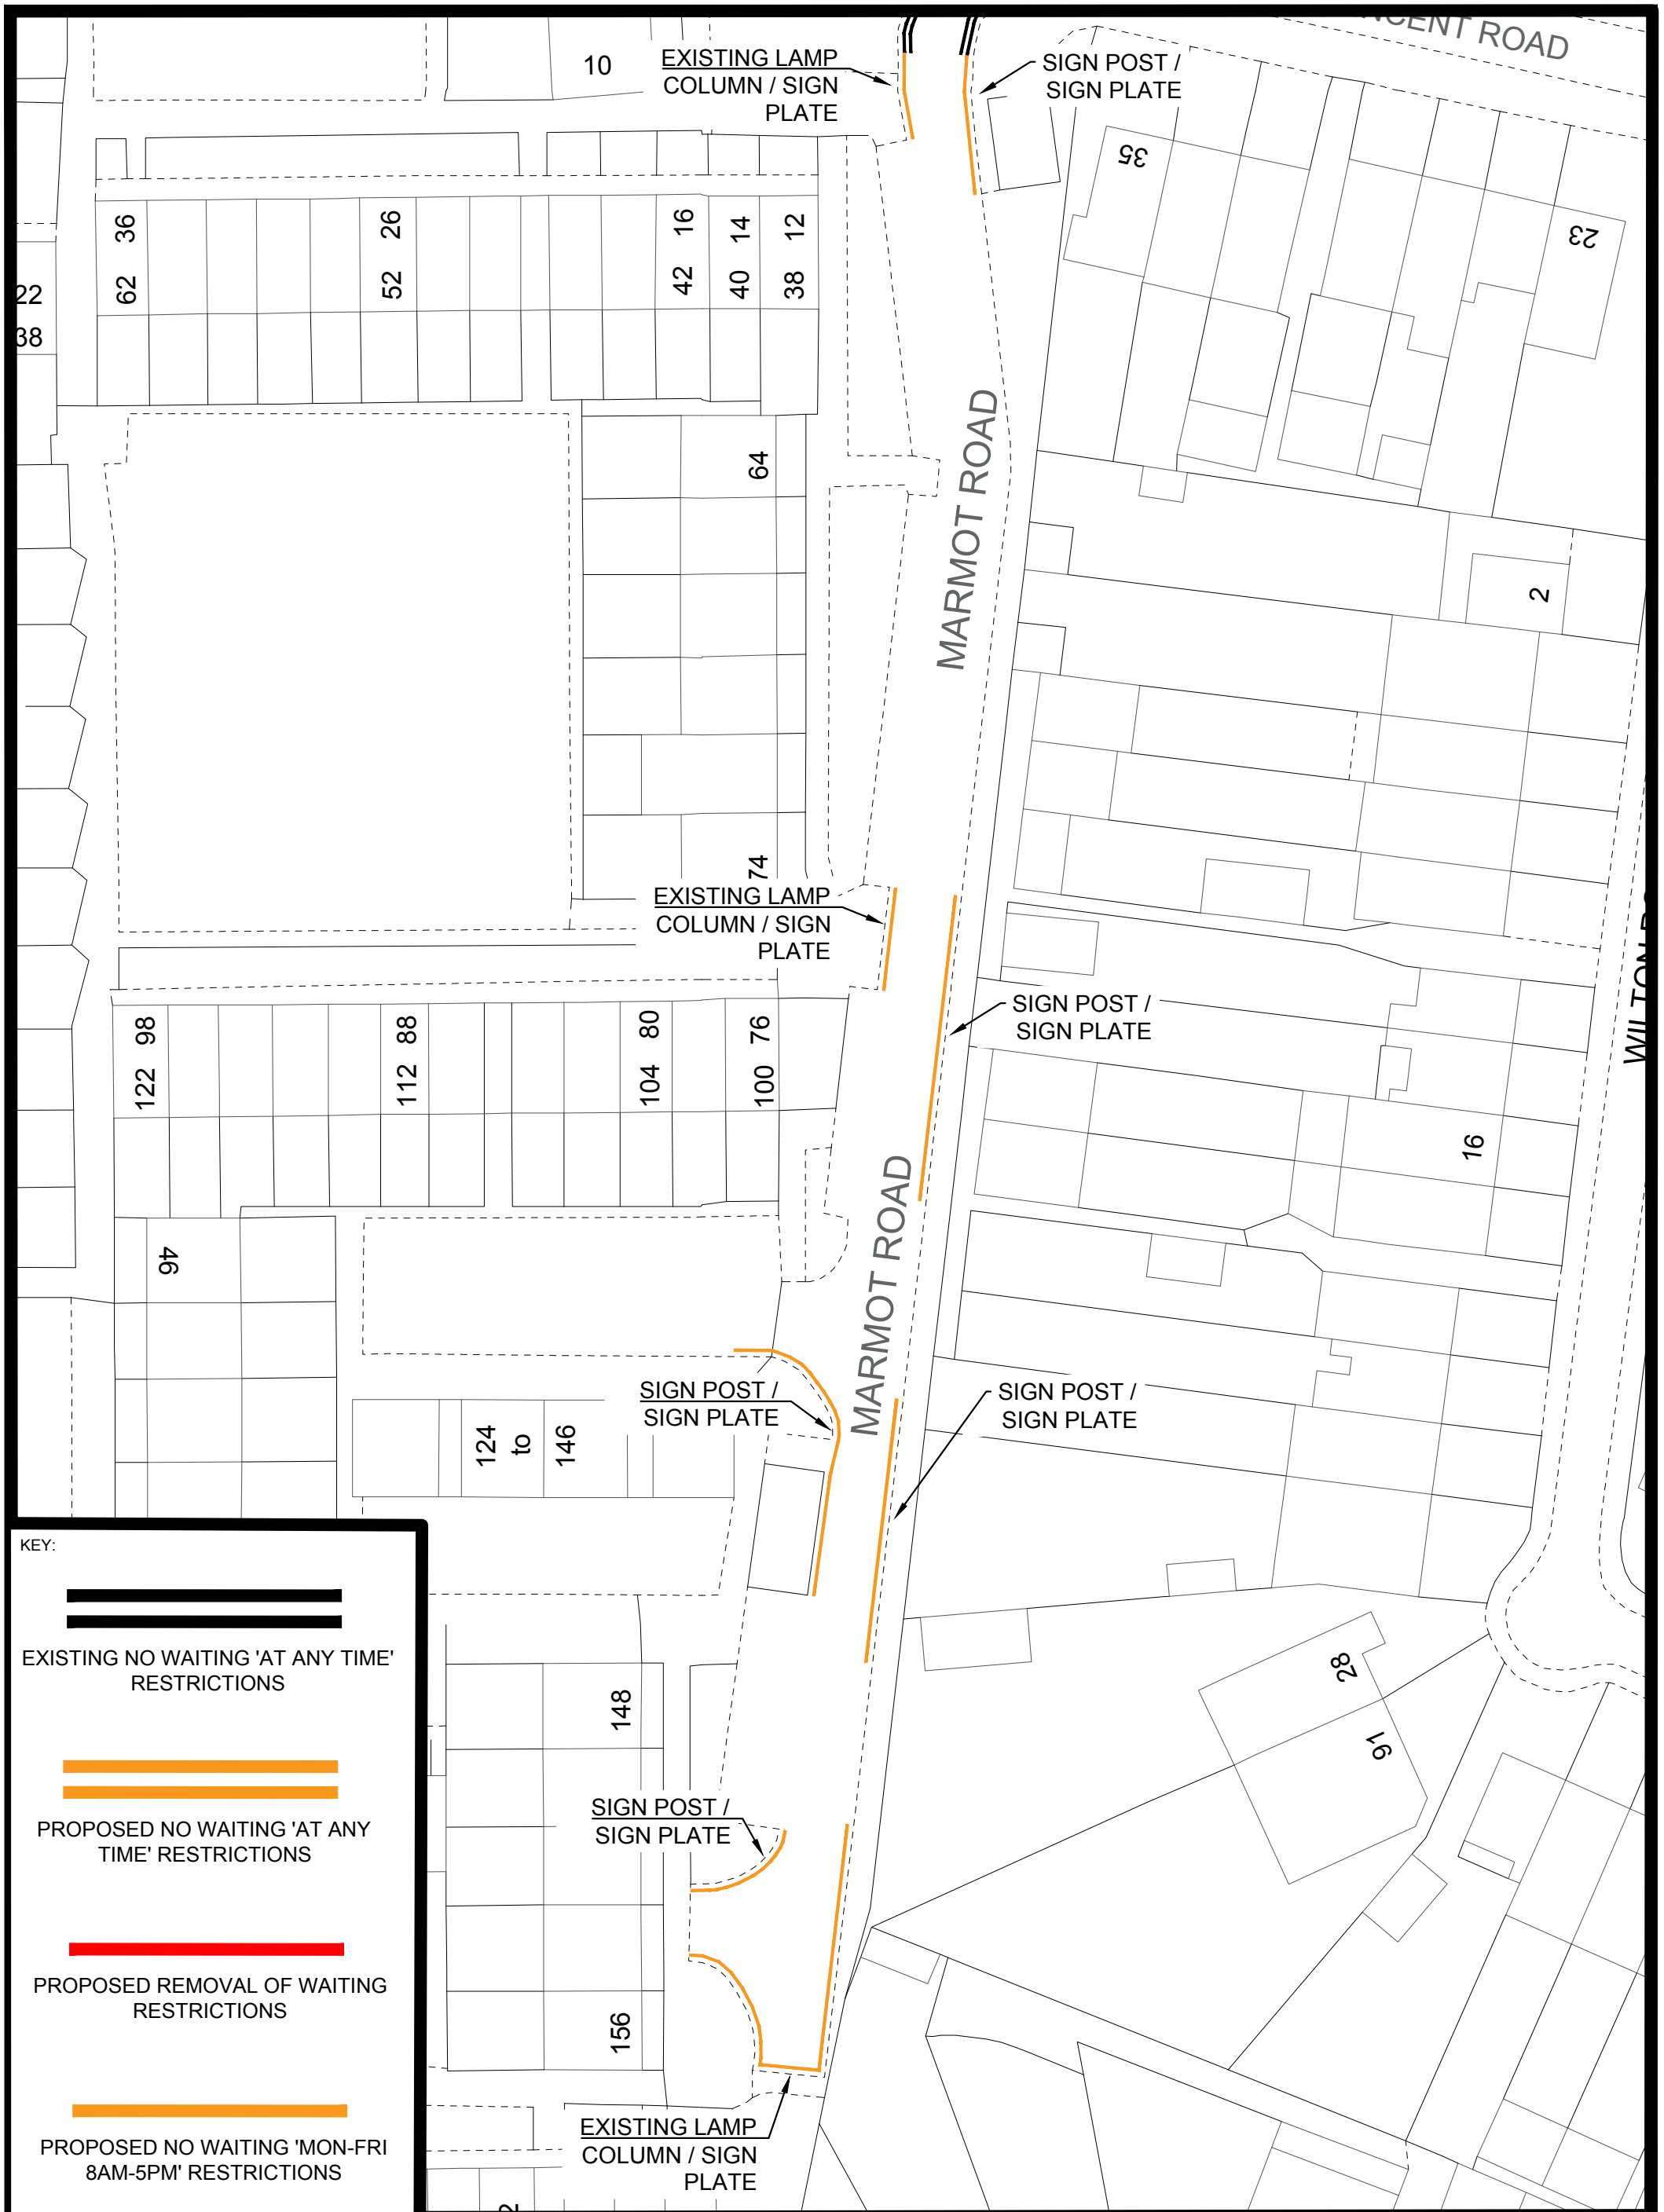 NCENT ROAD
10
EXISTING LAMP
COLUMN / SIGN
PLATE
SIGN POST /
SIGN PLATE
35
23
36
26
16
14
12
62
52
42
40
38
22
38
64
MARMOT ROAD
2
74
EXISTING LAMP
COLUMN / SIGN
PLATE
SIGN POST /
SIGN PLATE
98
88
80
76
122
112
104
100
16
46
MARMOT ROAD
SIGN POST /
SIGN PLATE
SIGN POST /
SIGN PLATE
124
to
146
148
28
91
SIGN POST /
SIGN PLATE
156
EXISTING LAMP
COLUMN / SIGN
PLATE
KEY:
EXISTING NO WAITING 'AT ANY TIME'
RESTRICTIONS
PROPOSED NO WAITING 'AT ANY
TIME' RESTRICTIONS
PROPOSED REMOVAL OF WAITING
RESTRICTIONS
PROPOSED NO WAITING 'MON-FRI
8AM-5PM' RESTRICTIONS